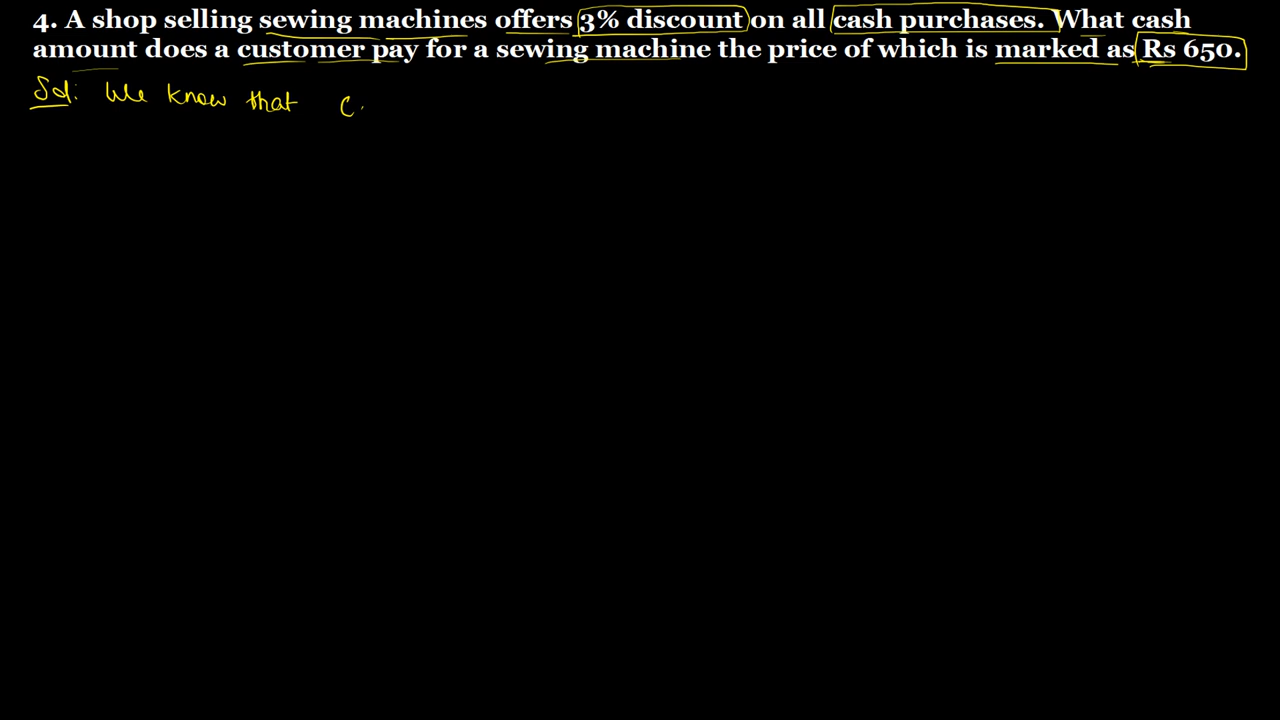 4. A shop selling sewing machines offers 3% discount on all cash purchases. What cash
amount does a customer pay for a sewing machine the price of which is marked as Rs 650.
Sol: We know that C.